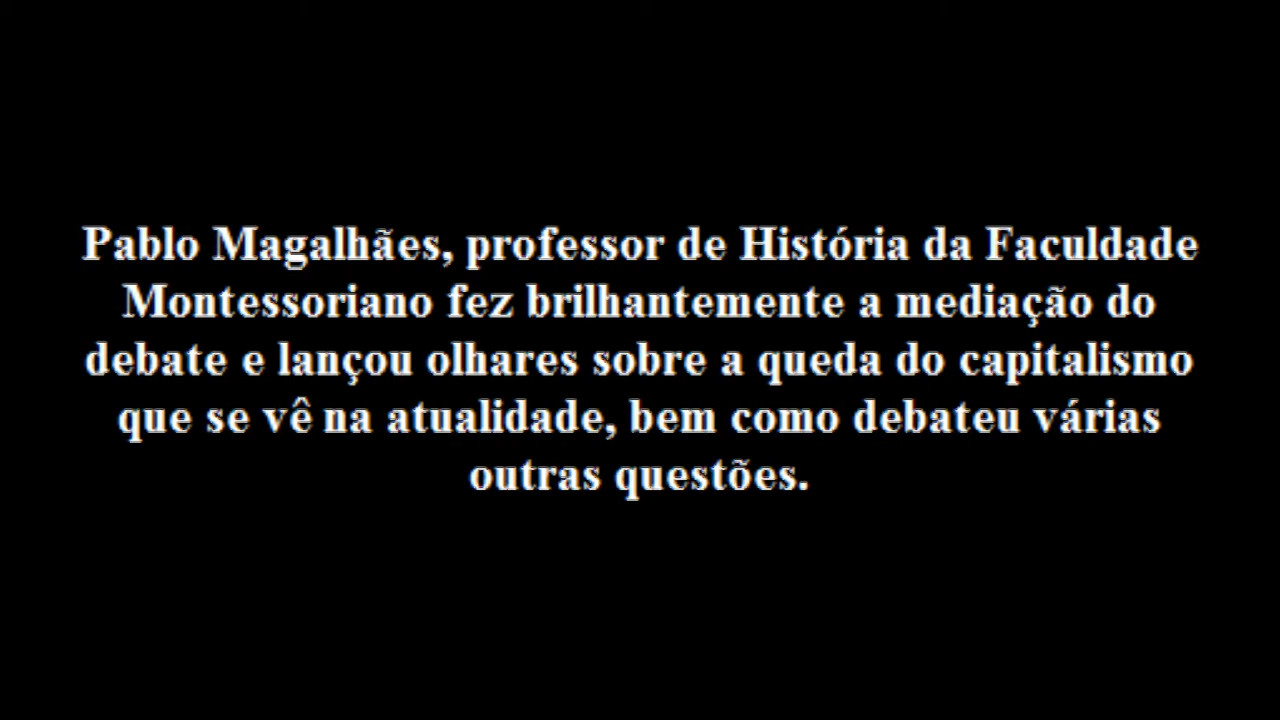 Pablo Magalhães, professor de História da Faculdade
Montessoriano fez brilhantemente a mediação do
debate e lançou olhares sobre a queda do capitalismo
que se vê na atualidade, bem como debateu várias
outras questões.